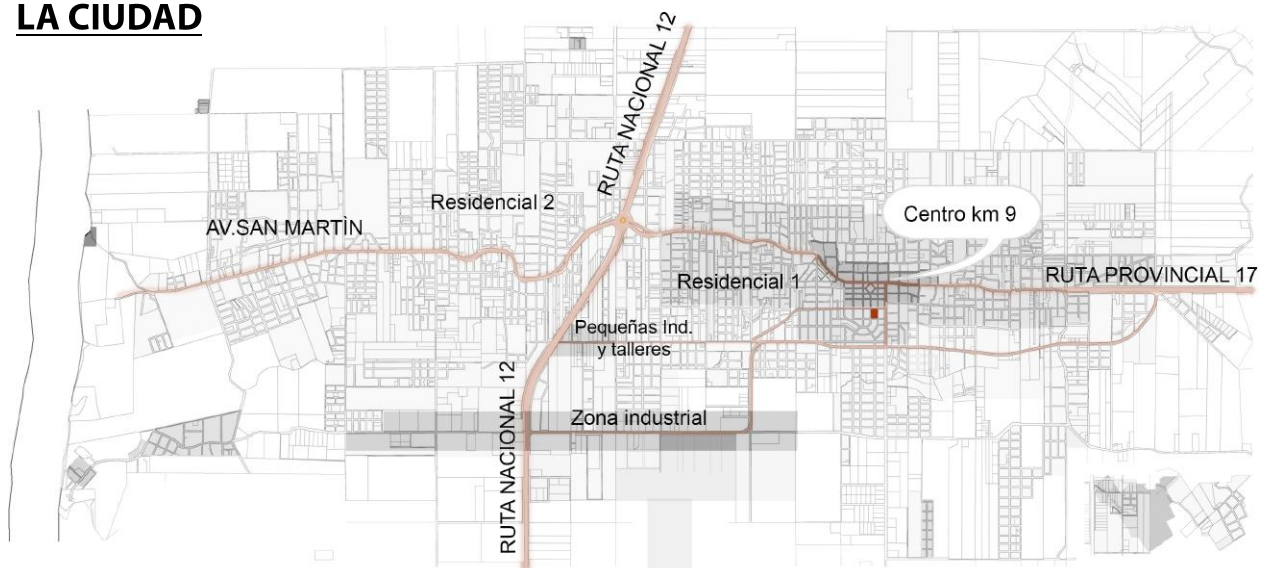 LA CIUDAD
RUTA NACIONAL 12
Residencial 2
AV.SAN MARTÌN
Centro km 9
Residencial 1
RUTA PROVINCIAL 17
Pequeñas Ind.
y talleres
Zona industrial
RUTA NACIONAL 12